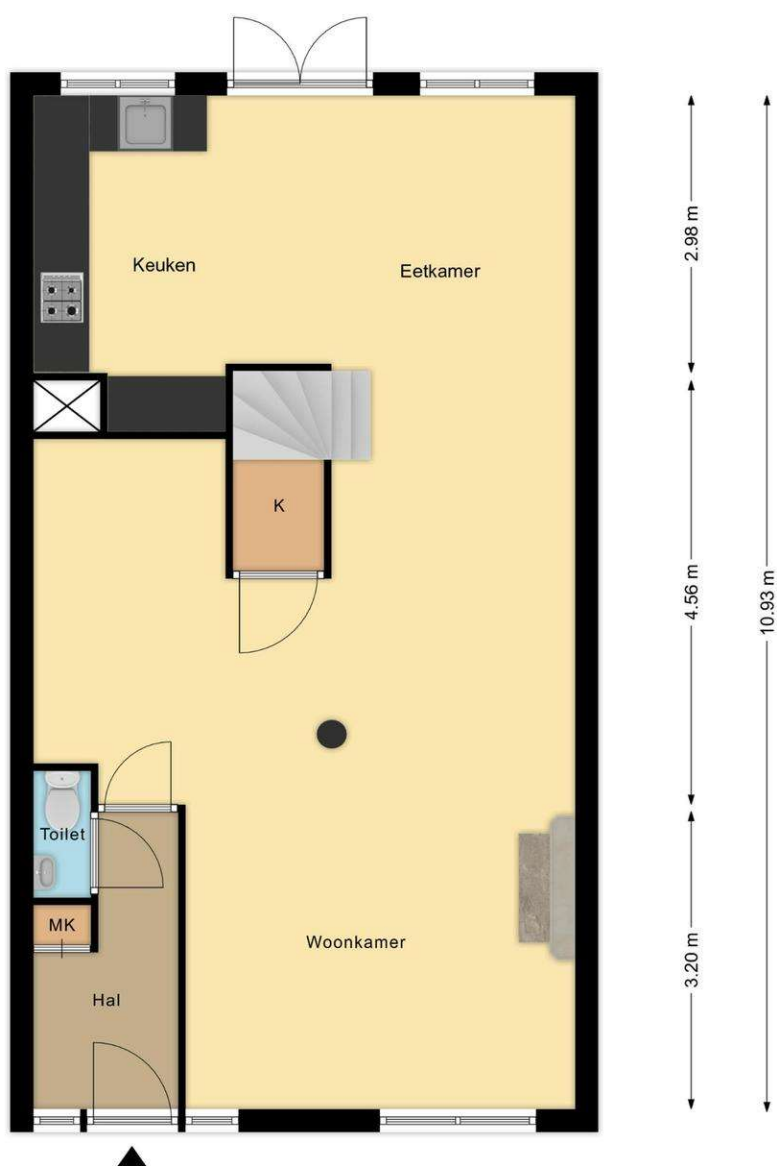 Keuken
Eetkamer
2.98 m
K
4.56 m
10.93 m
Toilet
MK
Woonkamer
3.20 m
Hal